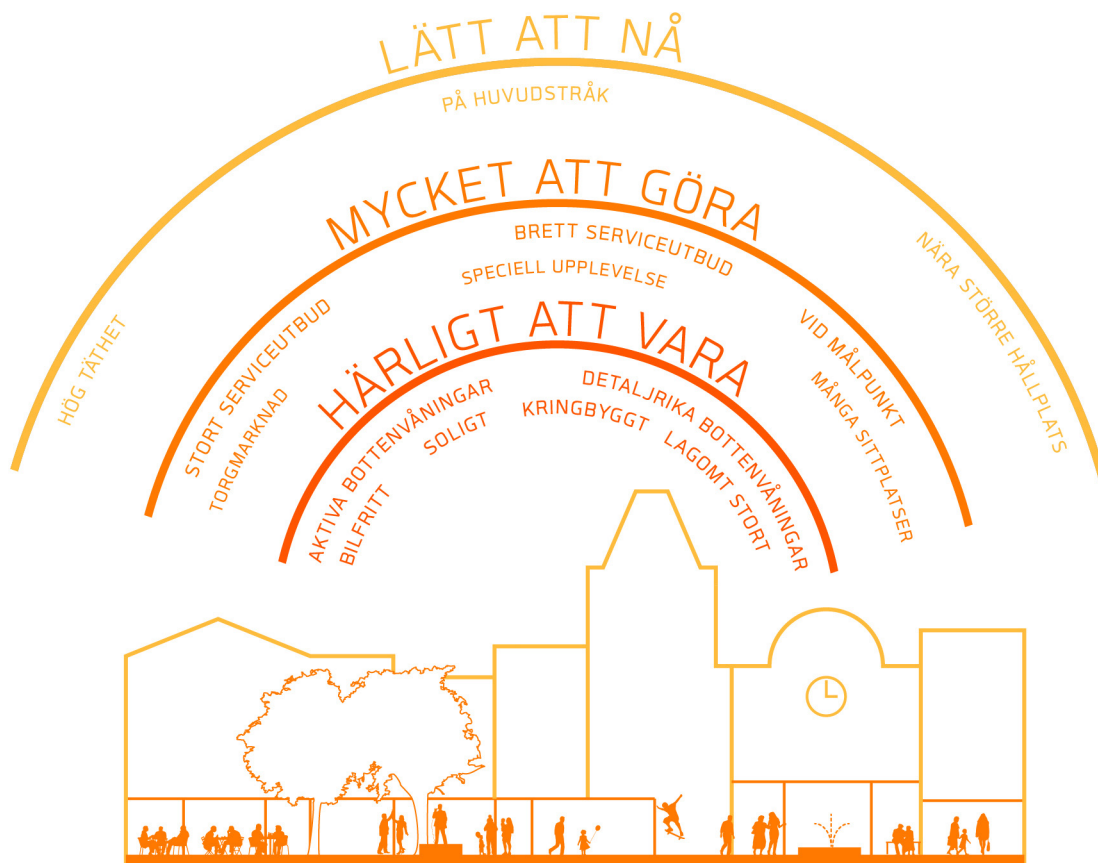 LÄTT ATT NÅ
PÅ HUVUDSTRÅK
HÖG TÄTHET
NÄRA STÖRRE HÅLLPLATS
MYCKET ATT GÖRA
BRETT SERVICEUTBUD
SPECIELL UPPLEVELSE
STORT SERVICEUTBUD
TORGMARKNAD
VID MÅLPUNKT
MÅNGA SITTPLATSER
HÄRLIGT ATT VARA
AKTIVA BOTTENVÅNINGAR
BILFRITT
SOLIGT
KRINGBYGGT
DETALJRIKA BOTTENVÅNINGAR
LAGOMT STORT